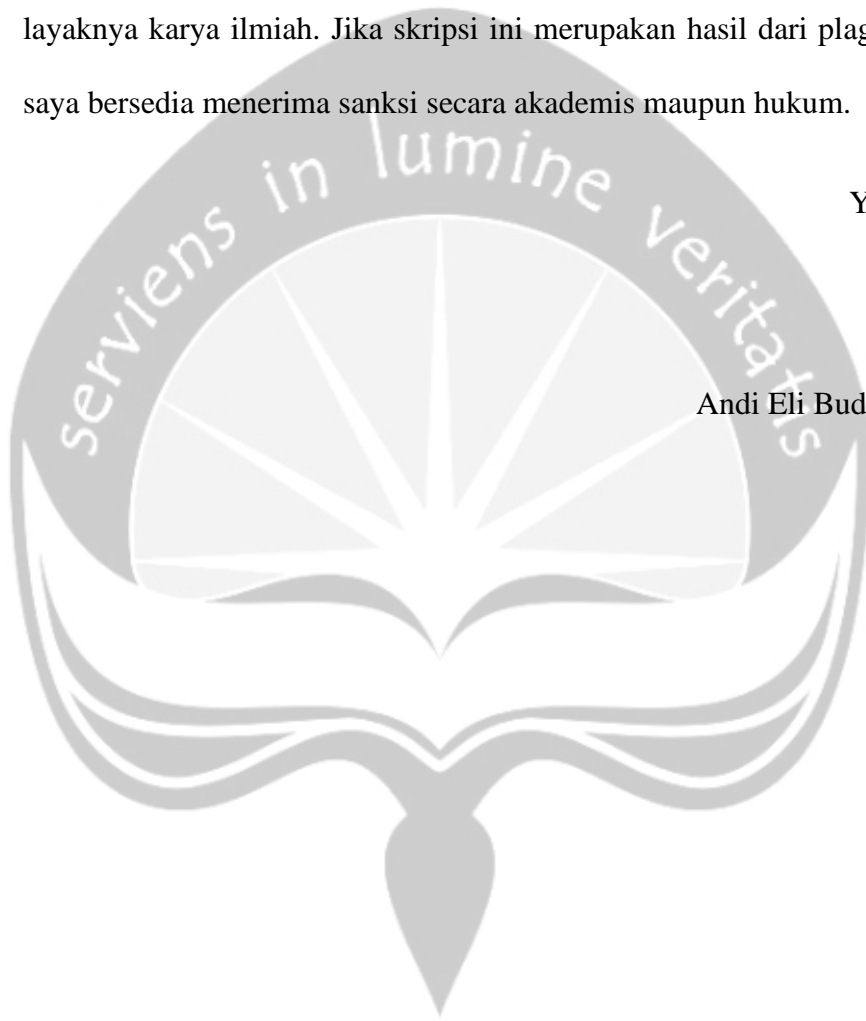 layaknya karya ilmiah. Jika skripsi ini merupakan hasil dari plag
saya bersedia menerima sanksi secara akademis maupun hukum.
serviens in lumine veritatis
Y
Andi Eli Bud